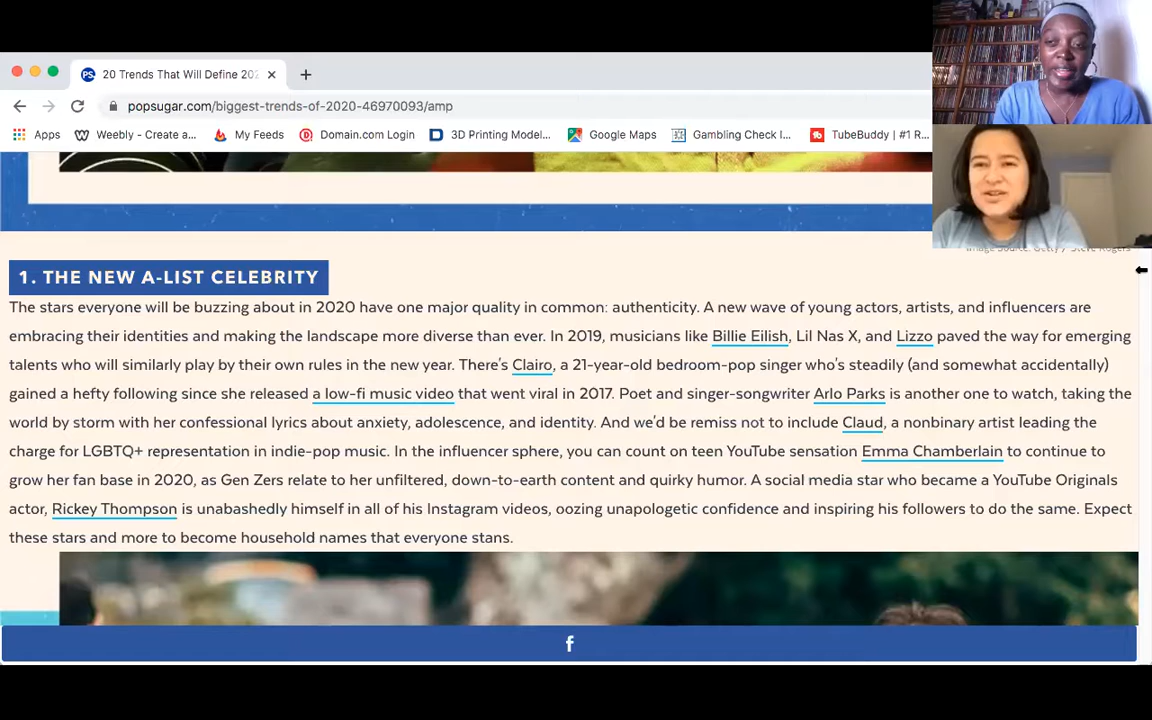 20 Trends That Will Define 202
popsugar.com/biggest-trends-of-2020-46970093/amp
Apps Weebly - Create a... My Feeds Domain.com Login 3D Printing Model... Google Maps Gambling Check I... TubeBuddy | #1 R...
Image Source: Getty / Steve Rogers
1. THE NEW A-LIST CELEBRITY
The stars everyone will be buzzing about in 2020 have one major quality in common: authenticity. A new wave of young actors, artists, and influencers are
embracing their identities and making the landscape more diverse than ever. In 2019, musicians like Billie Eilish, Lil Nas X, and Lizzo paved the way for emerging
talents who will similarly play by their own rules in the new year. There's Clairo, a 21-year-old bedroom-pop singer who's steadily (and somewhat accidentally)
gained a hefty following since she released a low-fi music video that went viral in 2017. Poet and singer-songwriter Arlo Parks is another one to watch, taking the
world by storm with her confessional lyrics about anxiety, adolescence, and identity. And we'd be remiss not to include Claud, a nonbinary artist leading the
charge for LGBTQ+ representation in indie-pop music. In the influencer sphere, you can count on teen YouTube sensation Emma Chamberlain to continue to
grow her fan base in 2020, as Gen Zers relate to her unfiltered, down-to-earth content and quirky humor. A social media star who became a YouTube Originals
actor, Rickey Thompson is unabashedly himself in all of his Instagram videos, oozing unapologetic confidence and inspiring his followers to do the same. Expect
these stars and more to become household names that everyone stans.